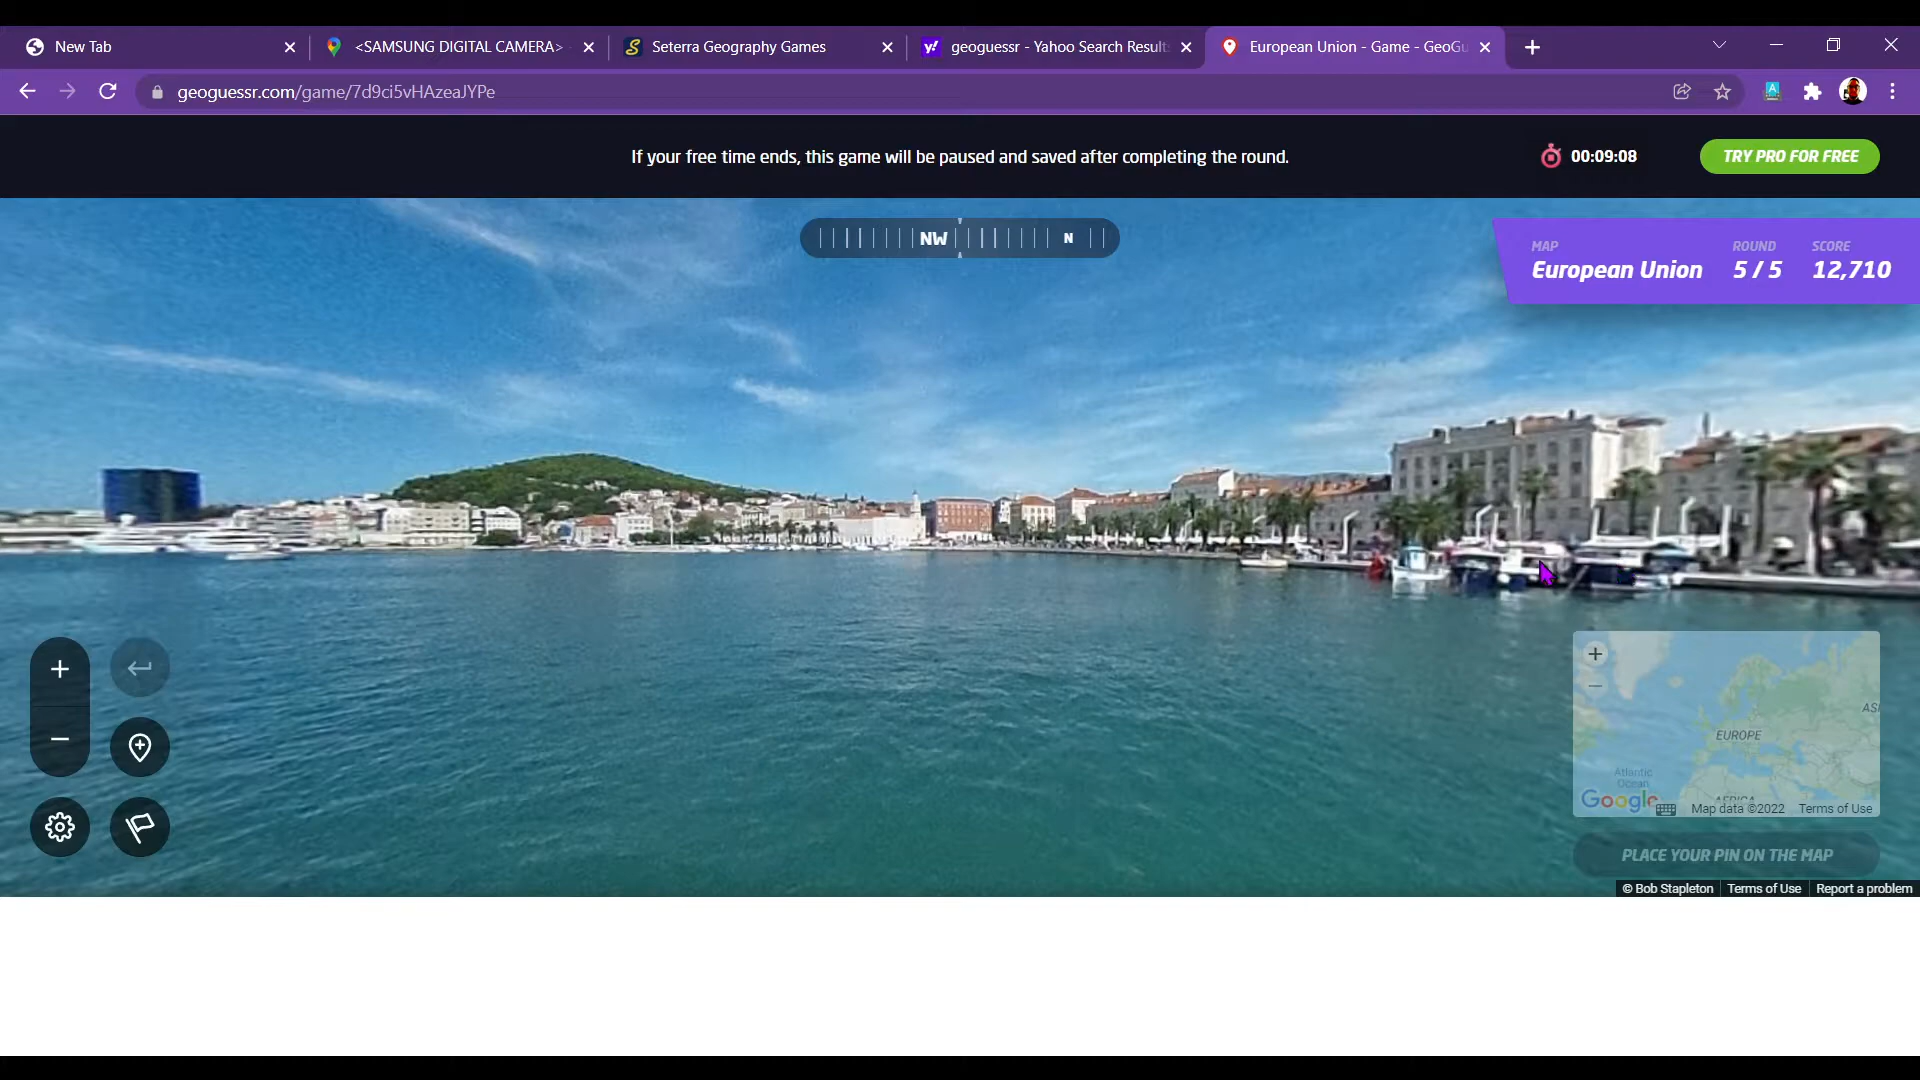 New Tab
<SAMSUNG DIGITAL CAMERA>
Seterra Geography Games
geoguessr - Yahoo Search Result
European Union - Game - GeoGu
geoguessr.com/game/7d9ci5vHAzeaJYPe
If your free time ends, this game will be paused and saved after completing the round.
00:09:08
TRY PRO FOR FREE
NW
N
MAP
ROUND
SCORE
European Union
5 / 5
12,710
ASI
EUROPE
Atlantic
Ocean
AFRICA
Google
Map data ©2022
Terms of Use
PLACE YOUR PIN ON THE MAP
© Bob Stapleton
Terms of Use
Report a problem